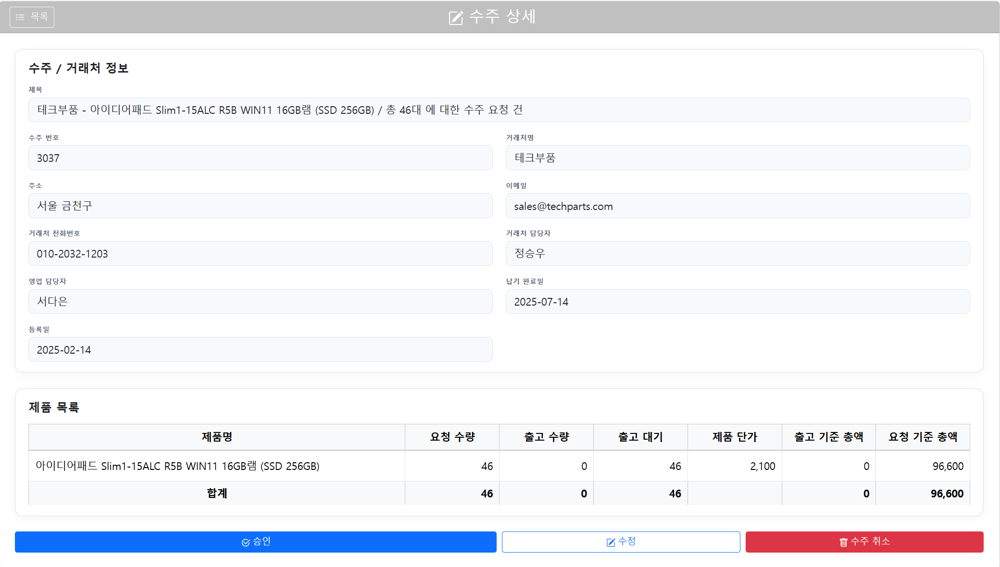 목록
수주 상세
수주 / 거래처 정보
제목
테크부품 - 아이디어패드 Slim1-15ALC R5B WIN11 16GB램 (SSD 256GB) / 총 46대 에 대한 수주 요청 건
수주 번호 거래처명
3037 테크부품
주소 이메일
서울 금천구 sales@techparts.com
거래처 전화번호 거래처 담당자
010-2032-1203 정승우
영업 담당자 납기 완료일
서다은 2025-07-14
등록일
2025-02-14
제품 목록
제품명 요청 수량 출고 수량 출고 대기 제품 단가 출고 기준 총액 요청 기준 총액
아이디어패드 Slim1-15ALC R5B WIN11 16GB램 (SSD 256GB) 46 0 46 2,100 0 96,600
합계 46 0 46 0 96,600
승인 수정 수주 취소